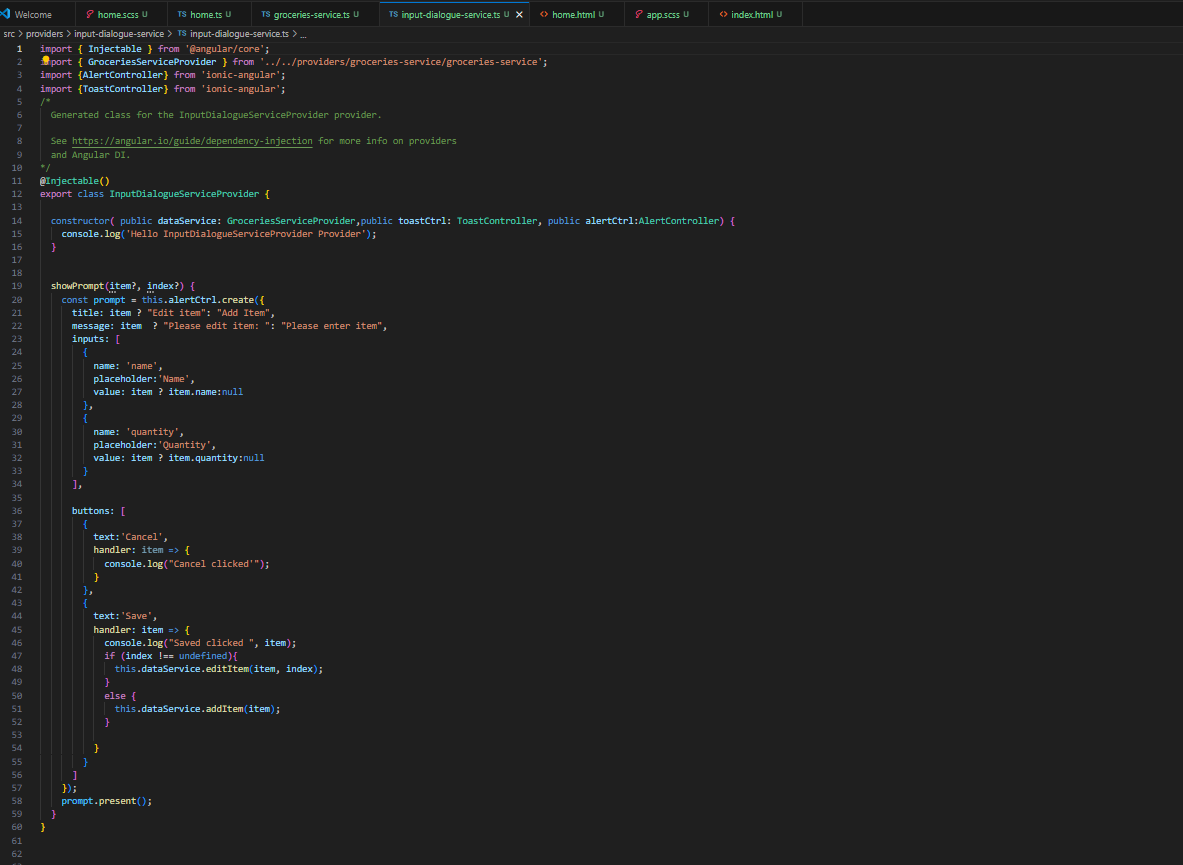 Welcome home.scss U TS home.ts U TS groceries-service.ts U TS input-dialogue-service.ts U × <> home.html U app.scss U <> index.html U
src > providers > input-dialogue-service > TS input-dialogue-service.ts > ...
1 import { Injectable } from '@angular/core';
2 import { GroceriesServiceProvider } from '../../providers/groceries-service/groceries-service';
3 import {AlertController} from 'ionic-angular';
4 import {ToastController} from 'ionic-angular';
5 /*
6 Generated class for the InputDialogueServiceProvider provider.
7
8 See https://angular.io/guide/dependency-injection for more info on providers
9 and Angular DI.
10 */
11 @Injectable()
12 export class InputDialogueServiceProvider {
13
14 constructor( public dataService: GroceriesServiceProvider,public toastCtrl: ToastController, public alertCtrl:AlertController) {
15 console.log('Hello InputDialogueServiceProvider Provider');
16 }
17
18
19 showPrompt(item?, index?) {
20 const prompt = this.alertCtrl.create({
21 title: item ? "Edit item": "Add Item",
22 message: item  ? "Please edit item: ": "Please enter item",
23 inputs: [
24 {
25 name: 'name',
26 placeholder:'Name',
27 value: item ? item.name:null
28 },
29 {
30 name: 'quantity',
31 placeholder:'Quantity',
32 value: item ? item.quantity:null
33 }
34 ],
35
36 buttons: [
37 {
38 text:'Cancel',
39 handler: item => {
40 console.log("Cancel clicked'");
41 }
42 },
43 {
44 text:'Save',
45 handler: item => {
46 console.log("Saved clicked ", item);
47 if (index !== undefined){
48 this.dataService.editItem(item, index);
49 }
50 else {
51 this.dataService.addItem(item);
52 }
53
54 }
55 }
56 ]
57 });
58 prompt.present();
59 }
60 }
61
62